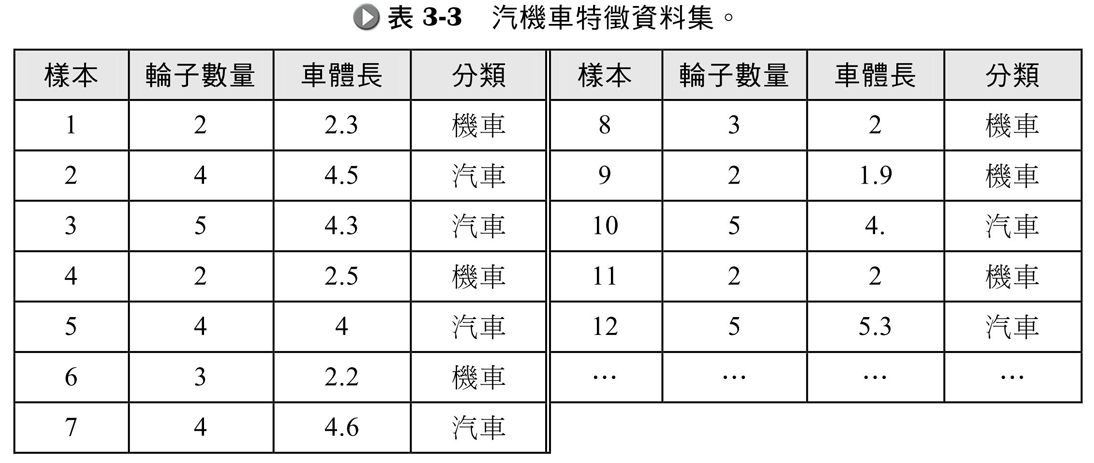 表 3-3 汽機車特徵資料集。
樣本 輪子數量 車體長 分類 樣本 輪子數量 車體長 分類
1 2 2.3 機車 8 3 2 機車
2 4 4.5 汽車 9 2 1.9 機車
3 5 4.3 汽車 10 5 4. 汽車
4 2 2.5 機車 11 2 2 機車
5 4 4 汽車 12 5 5.3 汽車
6 3 2.2 機車 … … … …
7 4 4.6 汽車